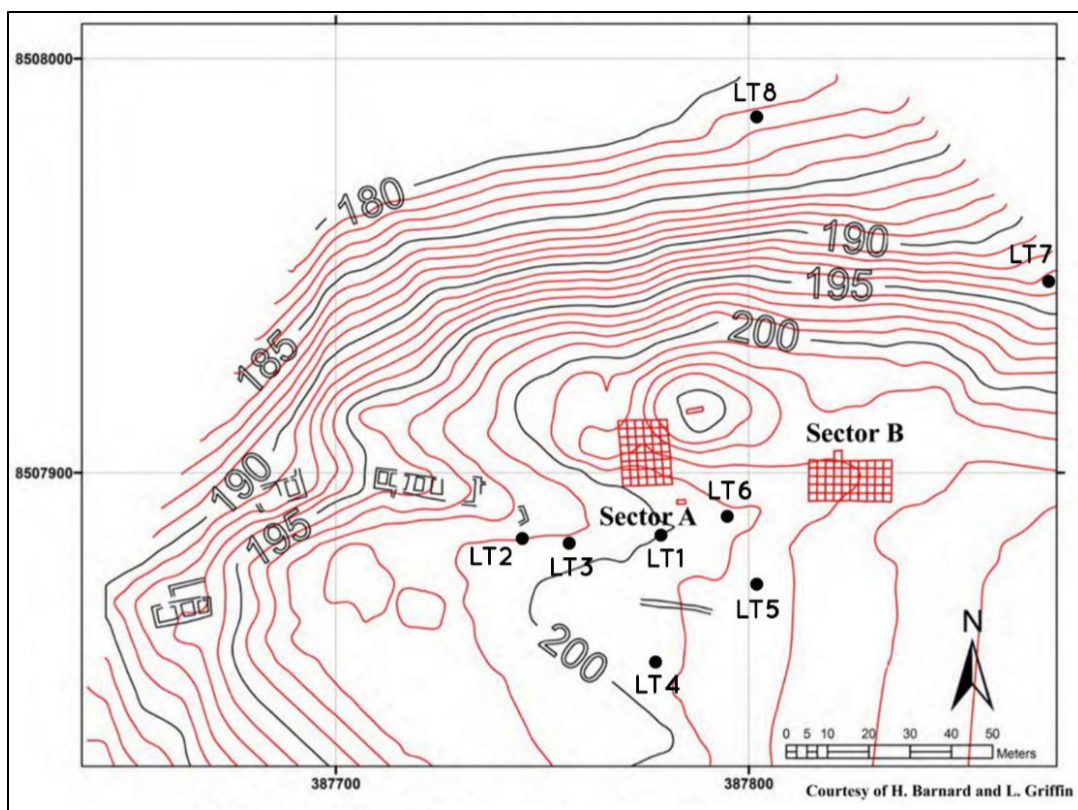 8508000
LT8
180
190
LT7
195
200
185
Sector B
8507900
190
LT6
Sector A
195
LT2
LT3
LT1
LT5
200
LT4
N
0 5 10 20 30 40 50
Meters
387700
387800
Courtesy of H. Barnard and L. Griffin